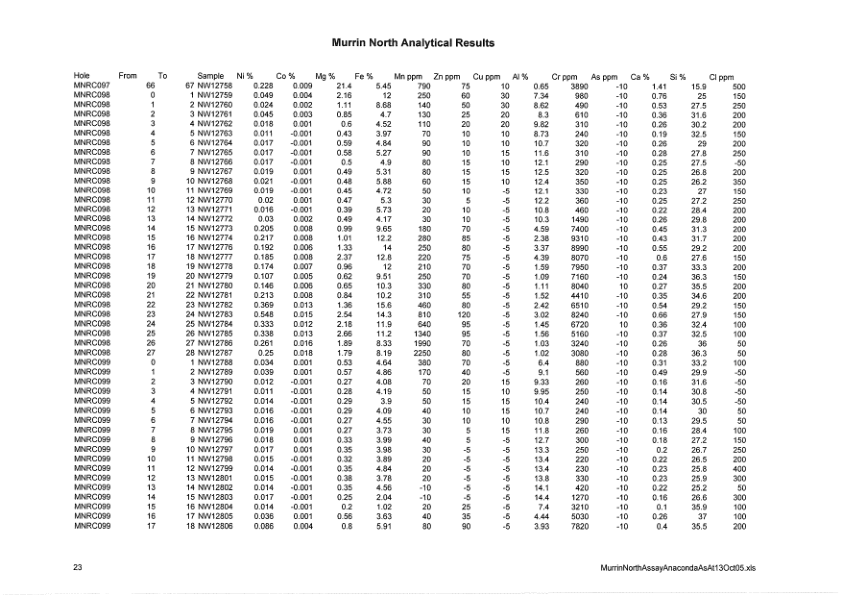 Murrin North Analytical Results
Hole From To Sample Ni % Co % Mg % Fe % Mn ppm Zn ppm Cu ppm Al % Cr ppm As ppm Ca % Si % Cl ppm
MNRC097 66 67 NW12758 0.228 0.009 21.4 5.45 790 75 10 0.65 3890 -10 1.41 15.9 500
MNRC098 0 1 NW12759 0.049 0.004 2.16 12 250 60 30 7.34 980 -10 0.76 25 150
MNRC098 1 2 NW12760 0.024 0.002 1.11 8.68 140 50 30 8.62 490 -10 0.53 27.5 250
MNRC098 2 3 NW12761 0.045 0.003 0.85 4.7 130 25 20 8.3 610 -10 0.36 31.6 200
MNRC098 3 4 NW12762 0.018 0.001 0.6 4.52 110 20 20 9.82 310 -10 0.26 30.2 200
MNRC098 4 5 NW12763 0.011 -0.001 0.43 3.97 70 10 10 8.73 240 -10 0.19 32.5 150
MNRC098 5 6 NW12764 0.017 -0.001 0.59 4.84 90 10 10 10.7 320 -10 0.26 29 200
MNRC098 6 7 NW12765 0.017 -0.001 0.58 5.27 90 10 15 11.6 310 -10 0.28 27.8 250
MNRC098 7 8 NW12766 0.017 -0.001 0.5 4.9 80 15 10 12.1 290 -10 0.25 27.5 -50
MNRC098 8 9 NW12767 0.019 0.001 0.49 5.31 80 15 15 12.5 320 -10 0.25 26.8 200
MNRC098 9 10 NW12768 0.021 -0.001 0.48 5.88 60 15 10 12.4 350 -10 0.25 26.2 350
MNRC098 10 11 NW12769 0.019 -0.001 0.45 4.72 50 10 -5 12.1 330 -10 0.23 27 150
MNRC098 11 12 NW12770 0.02 0.001 0.47 5.3 30 5 -5 12.2 360 -10 0.25 27.2 250
MNRC098 12 13 NW12771 0.016 -0.001 0.39 5.73 20 10 -5 10.8 460 -10 0.22 28.4 200
MNRC098 13 14 NW12772 0.03 0.002 0.49 4.17 30 10 -5 10.3 1490 -10 0.26 29.8 200
MNRC098 14 15 NW12773 0.205 0.008 0.99 9.65 180 70 -5 4.59 7400 -10 0.45 31.3 200
MNRC098 15 16 NW12774 0.217 0.008 1.01 12.2 280 85 -5 2.38 9310 -10 0.43 31.7 200
MNRC098 16 17 NW12776 0.192 0.006 1.33 14 250 80 -5 3.37 8990 -10 0.55 29.2 200
MNRC098 17 18 NW12777 0.185 0.008 2.37 12.8 220 75 -5 4.39 8070 -10 0.6 27.6 150
MNRC098 18 19 NW12778 0.174 0.007 0.96 12 210 70 -5 1.59 7950 -10 0.37 33.3 200
MNRC098 19 20 NW12779 0.107 0.005 0.62 9.51 250 70 -5 1.09 7160 -10 0.24 36.3 150
MNRC098 20 21 NW12780 0.146 0.006 0.65 10.3 330 80 -5 1.11 8040 10 0.27 35.5 200
MNRC098 21 22 NW12781 0.213 0.008 0.84 10.2 310 55 -5 1.52 4410 -10 0.35 34.6 200
MNRC098 22 23 NW12782 0.369 0.013 1.36 15.6 460 80 -5 2.42 6510 -10 0.54 29.2 150
MNRC098 23 24 NW12783 0.548 0.015 2.54 14.3 810 120 -5 3.02 8240 -10 0.66 27.9 150
MNRC098 24 25 NW12784 0.333 0.012 2.18 11.9 640 95 -5 1.45 6720 10 0.36 32.4 100
MNRC098 25 26 NW12785 0.338 0.013 2.66 11.2 1340 95 -5 1.56 5160 -10 0.37 32.5 100
MNRC098 26 27 NW12786 0.261 0.016 1.89 8.33 1990 70 -5 1.03 3240 -10 0.26 36 50
MNRC098 27 28 NW12787 0.25 0.018 1.79 8.19 2250 80 -5 1.02 3080 -10 0.28 36.3 50
MNRC099 0 1 NW12788 0.034 0.001 0.53 4.64 380 70 -5 6.4 880 -10 0.31 33.2 100
MNRC099 1 2 NW12789 0.039 0.001 0.57 4.86 170 40 -5 9.1 560 -10 0.49 29.9 -50
MNRC099 2 3 NW12790 0.012 -0.001 0.27 4.08 70 20 15 9.33 260 -10 0.16 31.6 -50
MNRC099 3 4 NW12791 0.011 -0.001 0.28 4.19 50 15 10 9.95 250 -10 0.14 30.8 -50
MNRC099 4 5 NW12792 0.014 -0.001 0.29 3.9 50 15 15 10.4 240 -10 0.14 30.5 -50
MNRC099 5 6 NW12793 0.016 -0.001 0.29 4.09 40 10 15 10.7 240 -10 0.14 30 50
MNRC099 6 7 NW12794 0.016 -0.001 0.27 4.55 30 10 10 10.8 290 -10 0.13 29.5 50
MNRC099 7 8 NW12795 0.019 0.001 0.27 3.73 30 5 15 11.8 260 -10 0.16 28.4 100
MNRC099 8 9 NW12796 0.018 0.001 0.33 3.99 40 5 -5 12.7 300 -10 0.18 27.2 150
MNRC099 9 10 NW12797 0.017 0.001 0.35 3.98 30 -5 -5 13.3 250 -10 0.2 26.7 250
MNRC099 10 11 NW12798 0.015 -0.001 0.32 3.89 20 -5 -5 13.4 220 -10 0.22 26.5 200
MNRC099 11 12 NW12799 0.014 -0.001 0.35 4.84 20 -5 -5 13.4 230 -10 0.23 25.8 400
MNRC099 12 13 NW12801 0.015 -0.001 0.38 3.78 20 -5 -5 13.8 330 -10 0.23 25.9 300
MNRC099 13 14 NW12802 0.014 -0.001 0.35 4.56 -10 -5 -5 14.1 420 -10 0.22 25.2 50
MNRC099 14 15 NW12803 0.017 -0.001 0.25 2.04 -10 -5 -5 14.4 1270 -10 0.16 26.6 300
MNRC099 15 16 NW12804 0.014 -0.001 0.2 1.02 20 25 -5 7.4 3210 -10 0.1 35.9 100
MNRC099 16 17 NW12805 0.036 0.001 0.56 3.63 40 35 -5 4.44 5030 -10 0.26 37 100
MNRC099 17 18 NW12806 0.086 0.004 0.8 5.91 80 90 -5 3.93 7820 -10 0.4 35.5 200
23 MurrinNorthAssayAnacondaAsAt13Oct05.xls